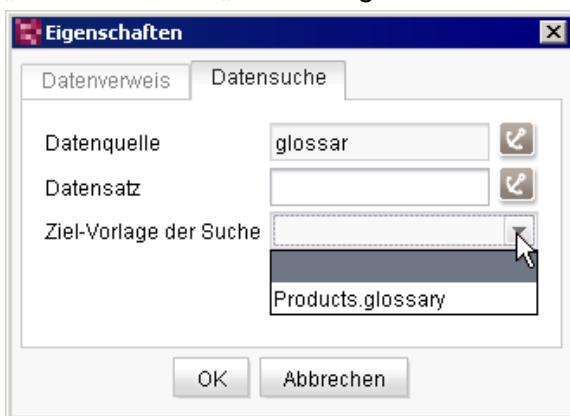 Eigenschaften
Datenverweis Datensuche
Datenquelle glossar
Datensatz
Ziel-Vorlage der Suche
Products.glossary
OK Abbrechen